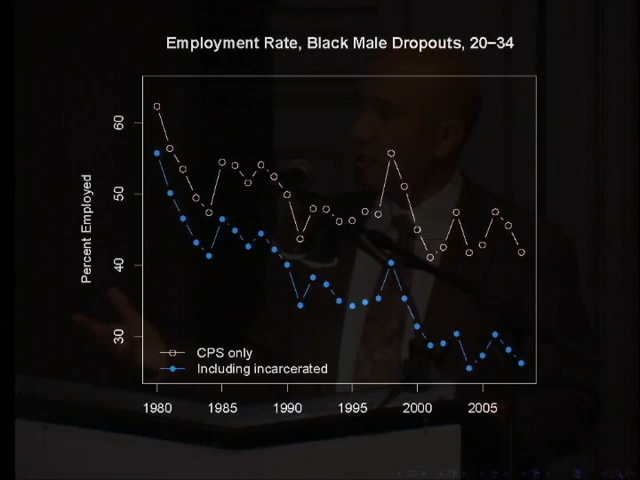 Employment Rate, Black Male Dropouts, 20–34
Percent Employed
60
50
40
30
CPS only
Including incarcerated
1980 1985 1990 1995 2000 2005